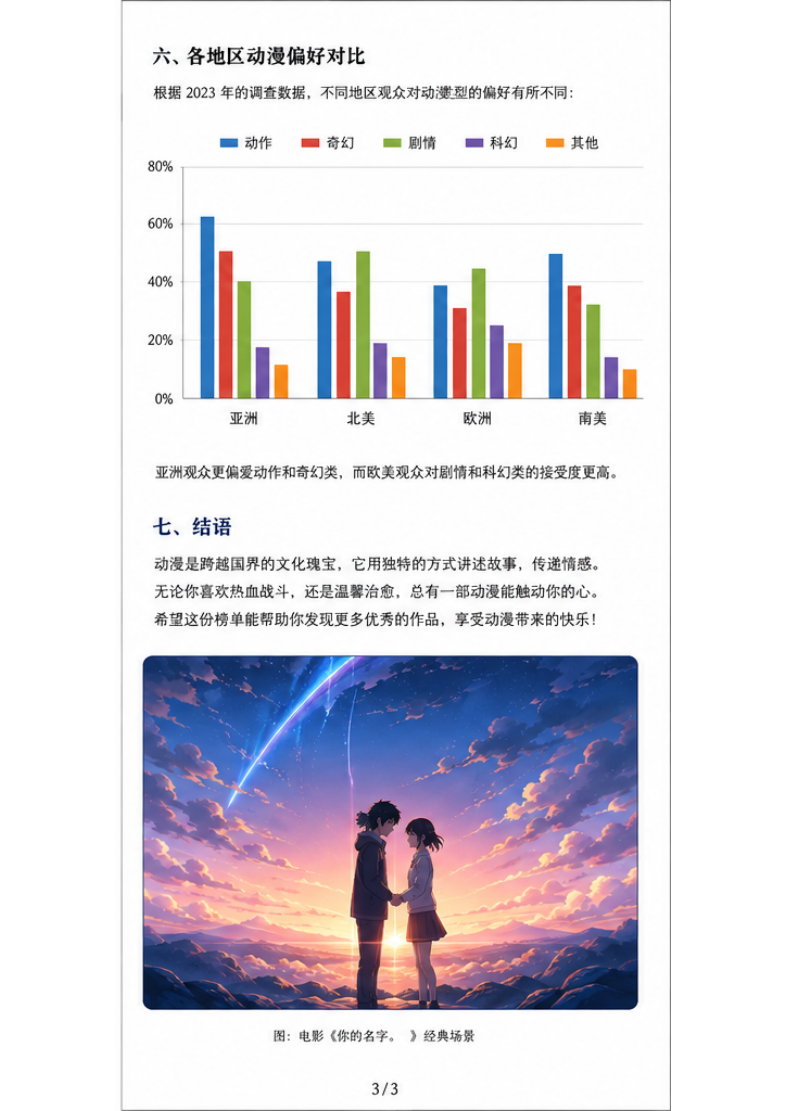 六、各地区动漫偏好对比
根据 2023 年的调查数据，不同地区观众对动漫型的偏好有所不同：
动作 奇幻 剧情 科幻 其他
80%
60%
40%
20%
0%
亚洲 北美 欧洲 南美
亚洲观众更偏爱动作和奇幻类，而欧美观众对剧情和科幻类的接受度更高。
七、结语
动漫是跨越国界的文化瑰宝，它用独特的方式讲述故事，传递情感。
无论你喜欢热血战斗，还是温馨治愈，总有一部动漫能触动你的心。
希望这份榜单能帮助你发现更多优秀的作品，享受动漫带来的快乐！
图：电影《你的名字。 》经典场景
3/3